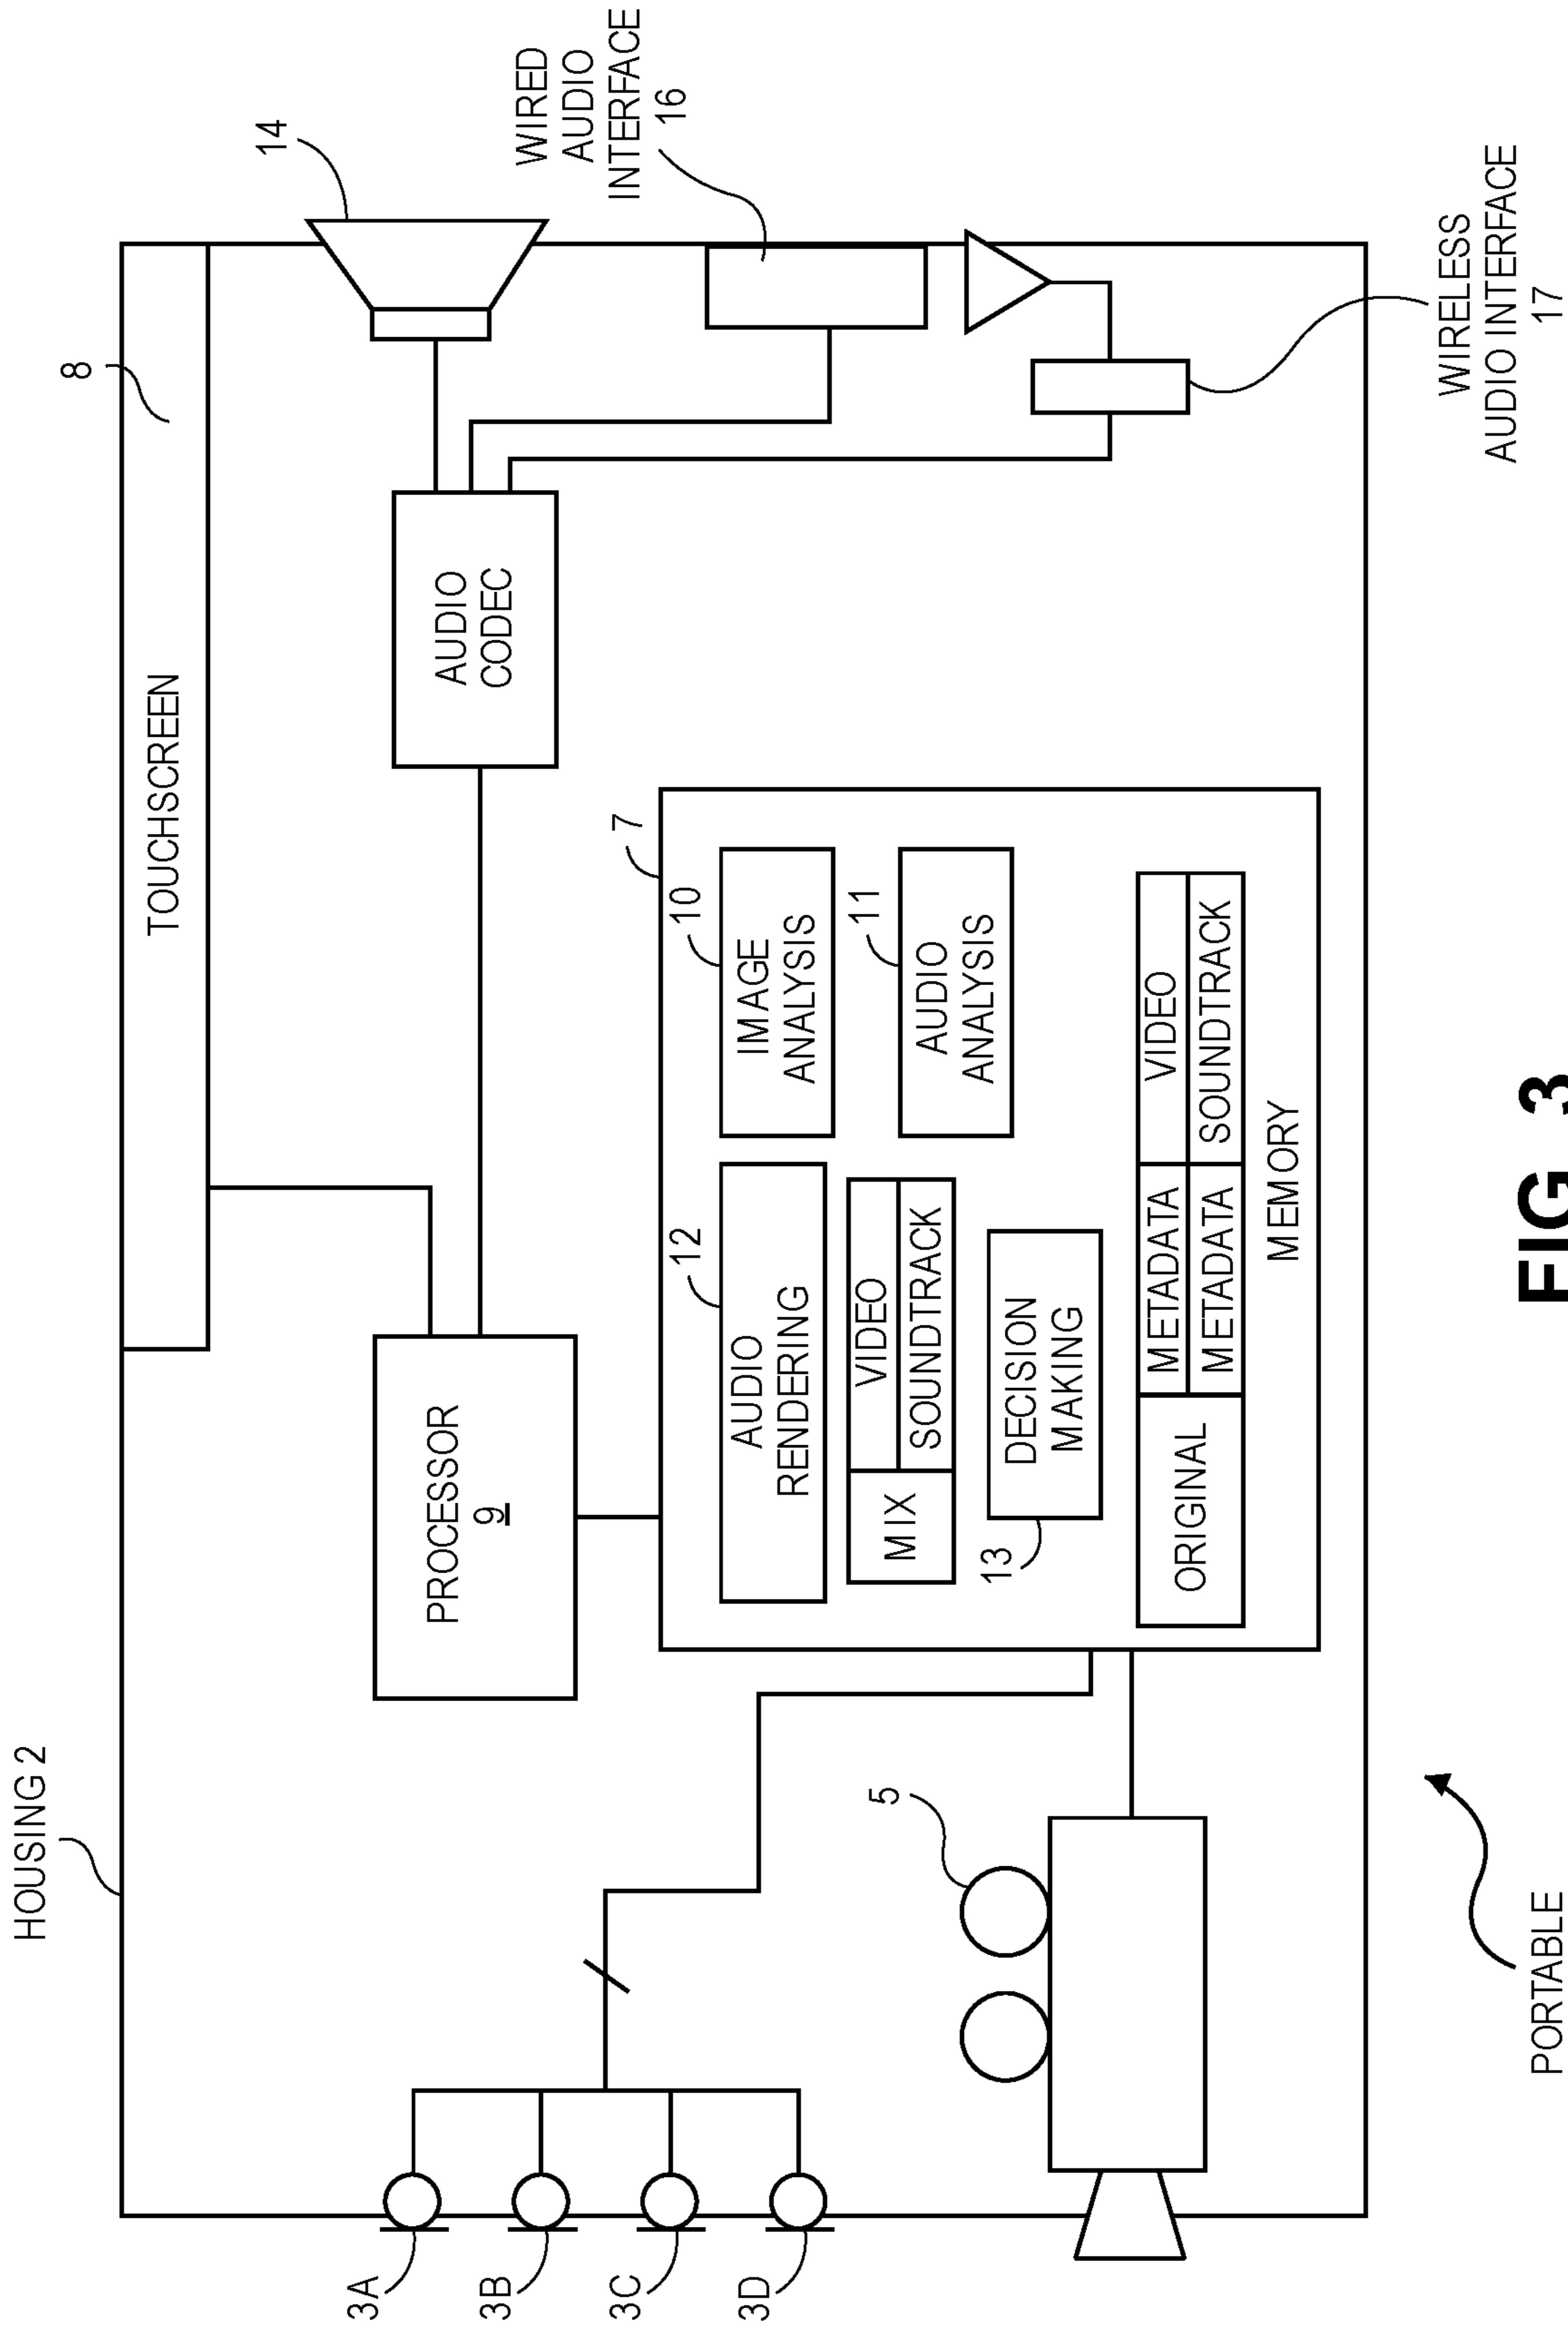 HOUSING 2
8
TOUCHSCREEN
14
PROCESSOR
9
AUDIO
CODEC
WIRED
AUDIO
INTERFACE
16
3A
3B
3C
3D
7
12
10
AUDIO
RENDERING
IMAGE
ANALYSIS
MIX
VIDEO
SOUNDTRACK
11
AUDIO
ANALYSIS
13
DECISION
MAKING
5
ORIGINAL
METADATA
VIDEO
METADATA
SOUNDTRACK
MEMORY
WIRELESS
AUDIO INTERFACE
17
PORTABLE
FIG 3